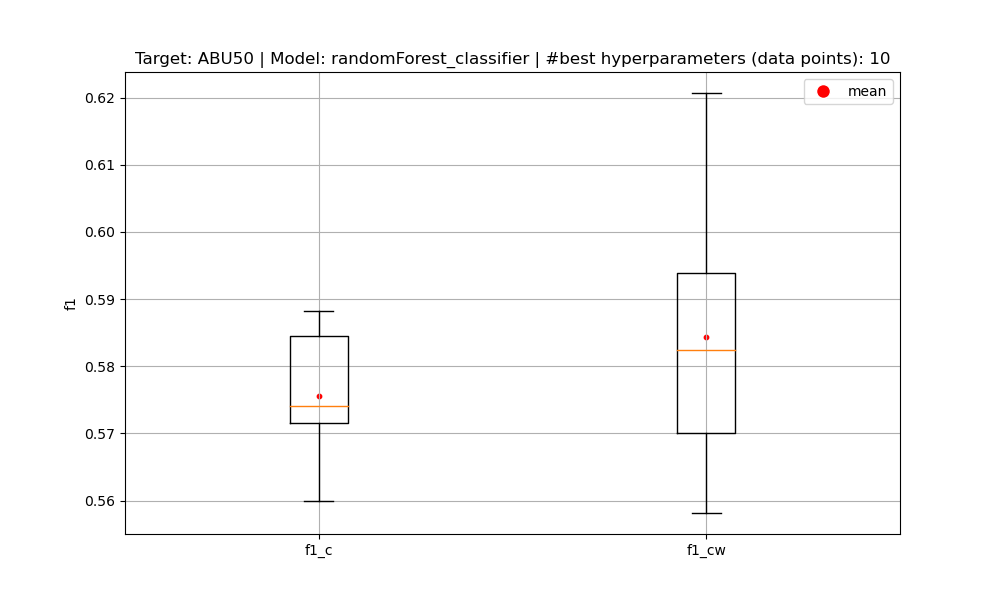 Target: ABU50 | Model: randomForest_classifier | #best hyperparameters (data points): 10
mean
0.62
0.61
0.60
0.59
0.58
0.57
0.56
f1
f1_c
f1_cw